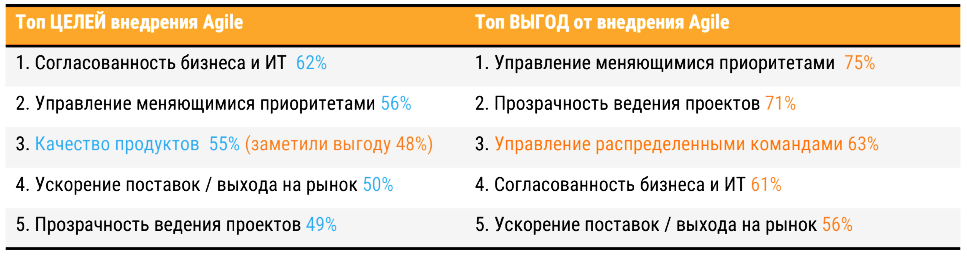 Топ ЦЕЛЕЙ внедрения Agile
Топ ВЫГОД от внедрения Agile
1. Согласованность бизнеса и ИТ 62%
1. Управление меняющимися приоритетами 75%
2. Управление меняющимися приоритетами 56%
2. Прозрачность ведения проектов 71%
3. Качество продуктов 55% (заметили выгоду 48%)
3. Управление распределенными командами 63%
4. Ускорение поставок / выхода на рынок 50%
4. Согласованность бизнеса и ИТ 61%
5. Прозрачность ведения проектов 49%
5. Ускорение поставок / выхода на рынок 56%